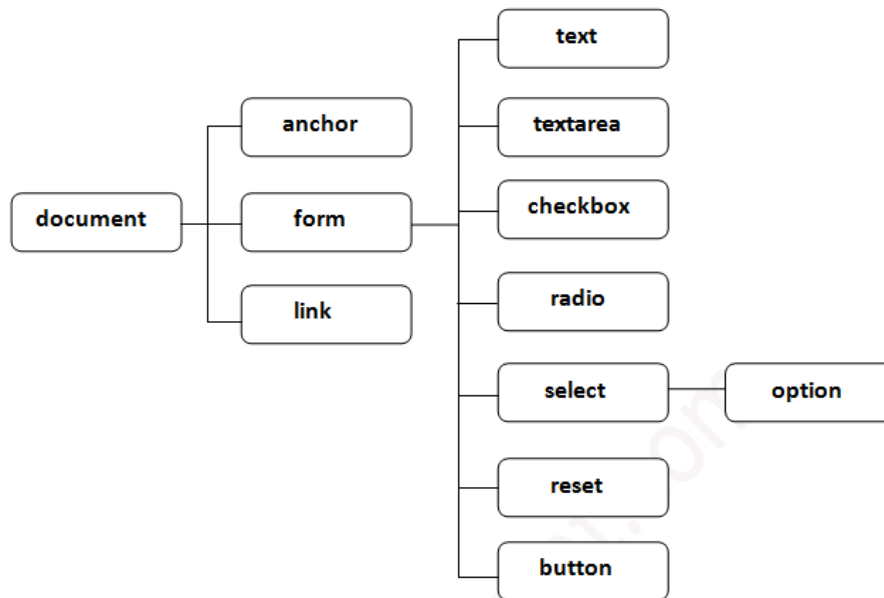 document
anchor
form
link
text
textarea
checkbox
radio
select
option
reset
button